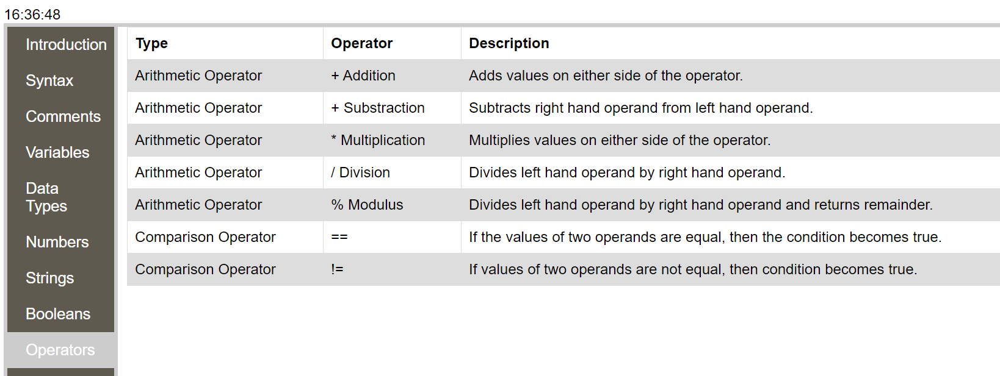 16:36:48
Introduction
Syntax
Comments
Variables
Data
Types
Numbers
Strings
Booleans
Operators
Type Operator Description
Arithmetic Operator + Addition Adds values on either side of the operator.
Arithmetic Operator + Substraction Subtracts right hand operand from left hand operand.
Arithmetic Operator * Multiplication Multiplies values on either side of the operator.
Arithmetic Operator / Division Divides left hand operand by right hand operand.
Arithmetic Operator % Modulus Divides left hand operand by right hand operand and returns remainder.
Comparison Operator == If the values of two operands are equal, then the condition becomes true.
Comparison Operator != If values of two operands are not equal, then condition becomes true.